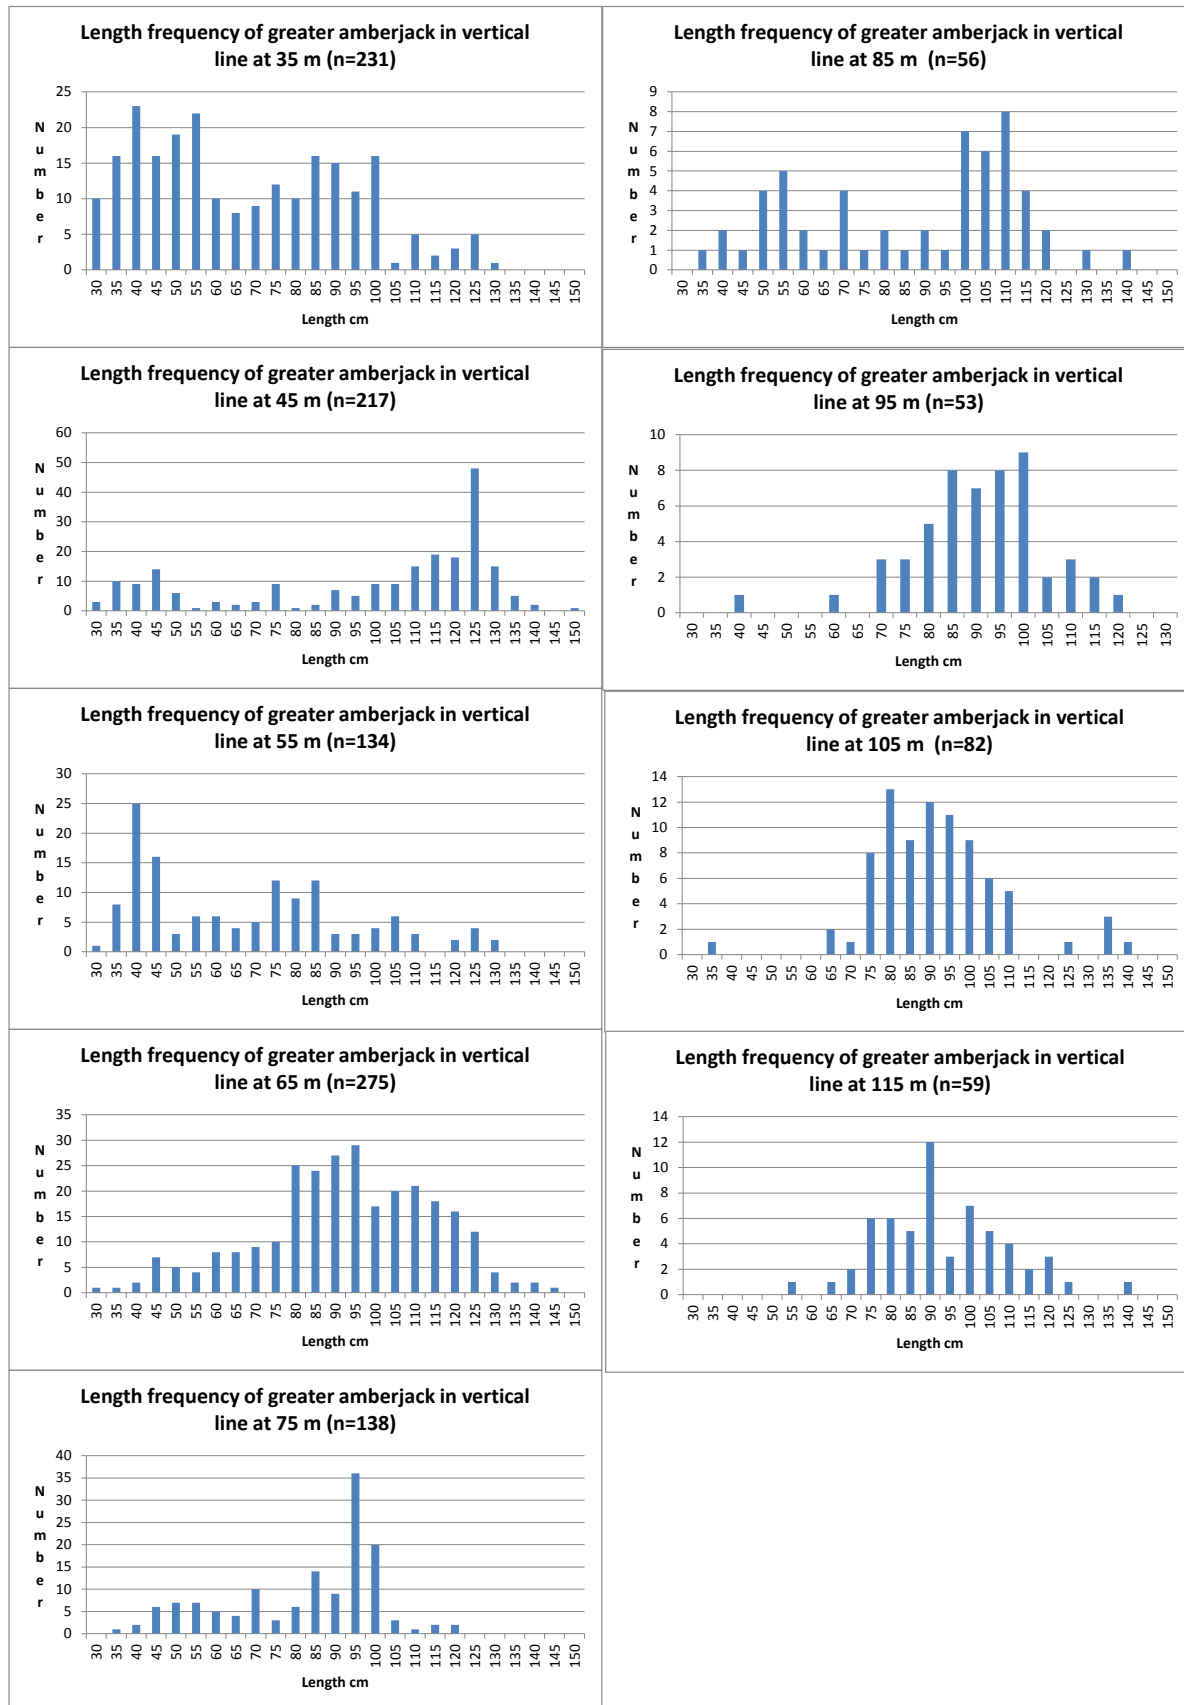 Length frequency of greater amberjack in vertical
line at 35 m (n=231)
25
20
15
10
5
0
N
u
m
b
e
r
30 35 40 45 50 55 60 65 70 75 80 85 90 95 100 105 110 115 120 125 130 135 140 145 150
Length cm
Length frequency of greater amberjack in vertical
line at 45 m (n=217)
60
50
40
30
20
10
0
N
u
m
b
e
r
30 35 40 45 50 55 60 65 70 75 80 85 90 95 100 105 110 115 120 125 130 135 140 145 150
Length cm
Length frequency of greater amberjack in vertical
line at 55 m (n=134)
30
25
20
15
10
5
0
N
u
m
b
e
r
30 35 40 45 50 55 60 65 70 75 80 85 90 95 100 105 110 115 120 125 130 135 140 145 150
Length cm
Length frequency of greater amberjack in vertical
line at 65 m (n=275)
35
30
25
20
15
10
5
0
N
u
m
b
e
r
30 35 40 45 50 55 60 65 70 75 80 85 90 95 100 105 110 115 120 125 130 135 140 145 150
Length cm
Length frequency of greater amberjack in vertical
line at 75 m (n=138)
40
35
30
25
20
15
10
5
0
N
u
m
b
e
r
30 35 40 45 50 55 60 65 70 75 80 85 90 95 100 105 110 115 120 125 130 135 140 145 150
Length cm
Length frequency of greater amberjack in vertical
line at 85 m (n=56)
9
8
7
6
5
4
3
2
1
0
N
u
m
b
e
r
30 35 40 45 50 55 60 65 70 75 80 85 90 95 100 105 110 115 120 125 130 135 140 145 150
Length cm
Length frequency of greater amberjack in vertical
line at 95 m (n=53)
10
8
6
4
2
0
N
u
m
b
e
r
30 35 40 45 50 55 60 65 70 75 80 85 90 95 100 105 110 115 120 125 130
Length cm
Length frequency of greater amberjack in vertical
line at 105 m (n=82)
14
12
10
8
6
4
2
0
N
u
m
b
e
r
30 35 40 45 50 55 60 65 70 75 80 85 90 95 100 105 110 115 120 125 130 135 140 145 150
Length cm
Length frequency of greater amberjack in vertical
line at 115 m (n=59)
14
12
10
8
6
4
2
0
N
u
m
b
e
r
30 35 40 45 50 55 60 65 70 75 80 85 90 95 100 105 110 115 120 125 130 135 140 145 150
Length cm